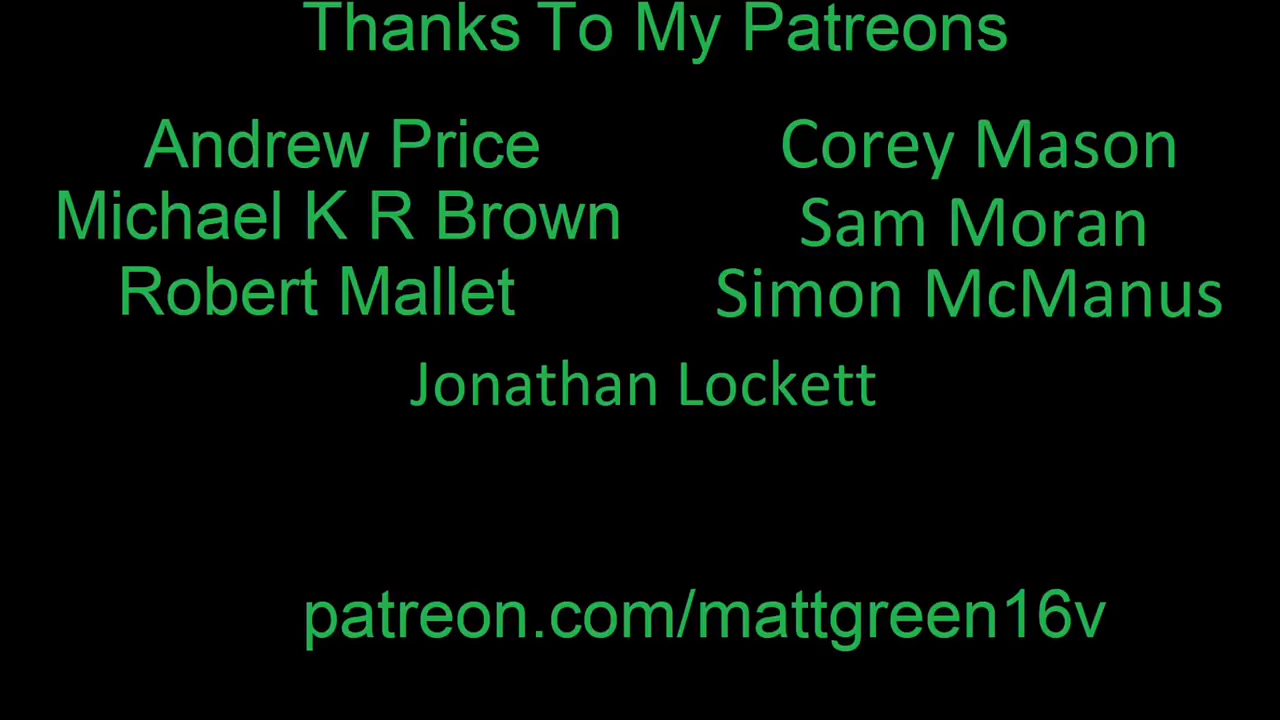 Thanks To My Patreons
Andrew Price
Corey Mason
Michael K R Brown
Sam Moran
Robert Mallet
Simon McManus
Jonathan Lockett
patreon.com/mattgreen16v